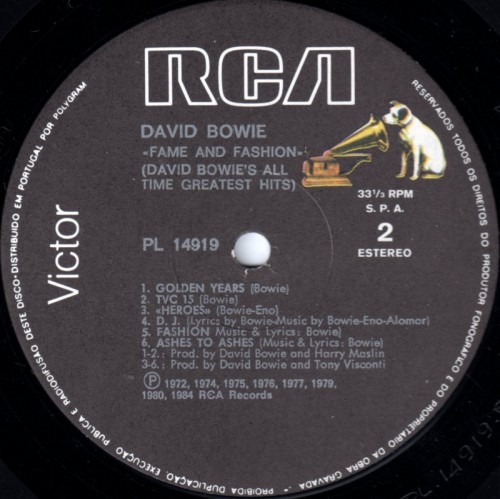 RCA
Victor
DAVID BOWIE
«FAME AND FASHION»
(DAVID BOWIE'S ALL
TIME GREATEST HITS)
33 1/3 RPM
S. P. A.
2
ESTEREO
PL 14919
1. GOLDEN YEARS (Bowie)
2. TVC 15 (Bowie)
3. «HEROES» (Bowie-Eno)
4. D. J. (Lyrics by Bowie-Music by Bowie-Eno-Alomar)
5. FASHION Music & Lyrics: Bowie)
6. ASHES TO ASHES (Music & Lyrics: Bowie)
1-2.: Prod. by David Bowie and Harry Maslin
3-6.: Prod. by David Bowie and Tony Visconti
Ⓟ 1972, 1974, 1975, 1976, 1977, 1979,
1980, 1984 RCA Records
RESERVADOS TODOS OS DIREITOS DO PRODUTOR FONOGRÁFICO E DO PROPRIETARIO DA OBRA GRAVADA - PROIBIDA DUPLICAÇÃO, EXECUÇÃO PUBLICA E RADIODIFUSÃO DESTE DISCO-DISTRIBUIDO EM PORTUGAL POR POLYGRAM